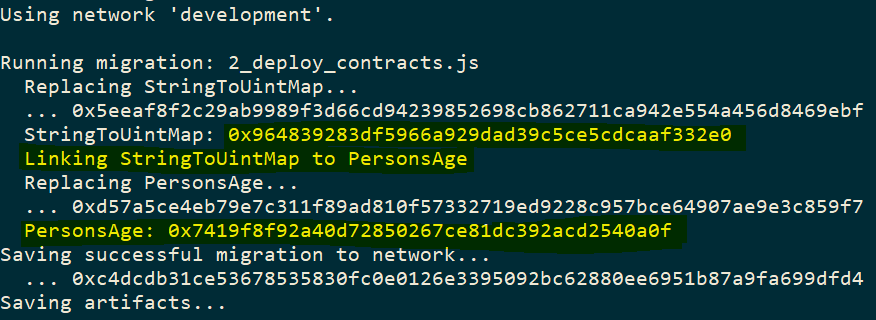 Using network 'development'.
Running migration: 2_deploy_contracts.js
Replacing StringToUintMap...
... 0x5eeaf8f2c29ab9989f3d66cd94239852698cb862711ca942e554a456d8469ebf
StringToUintMap: 0x964839283df5966a929dad39c5ce5cdcaaf332e0
Linking StringToUintMap to PersonsAge
Replacing PersonsAge...
... 0xd57a5ce4eb79e7c311f89ad810f57332719ed9228c957bce64907ae9e3c859f7
PersonsAge: 0x7419f8f92a40d72850267ce81dc392acd2540a0f
Saving successful migration to network...
... 0xc4dcdb31ce53678535830fc0e0126e3395092bc62880ee6951b87a9fa699dfd4
Saving artifacts...